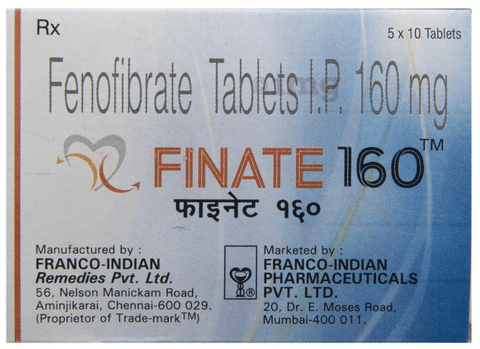 Rx
5 x 10 Tablets
Fenofibrate Tablets I.P. 160 mg
FINATE 160™
फाइनेट १६०
Manufactured by :
FRANCO-INDIAN
Remedies Pvt. Ltd.
56, Nelson Manickam Road,
Aminjikarai, Chennai-600 029.
(Proprietor of Trade-mark™)
®
Marketed by :
FRANCO-INDIAN
PHARMACEUTICALS
PVT. LTD.
20, Dr. E. Moses Road,
Mumbai-400 011.